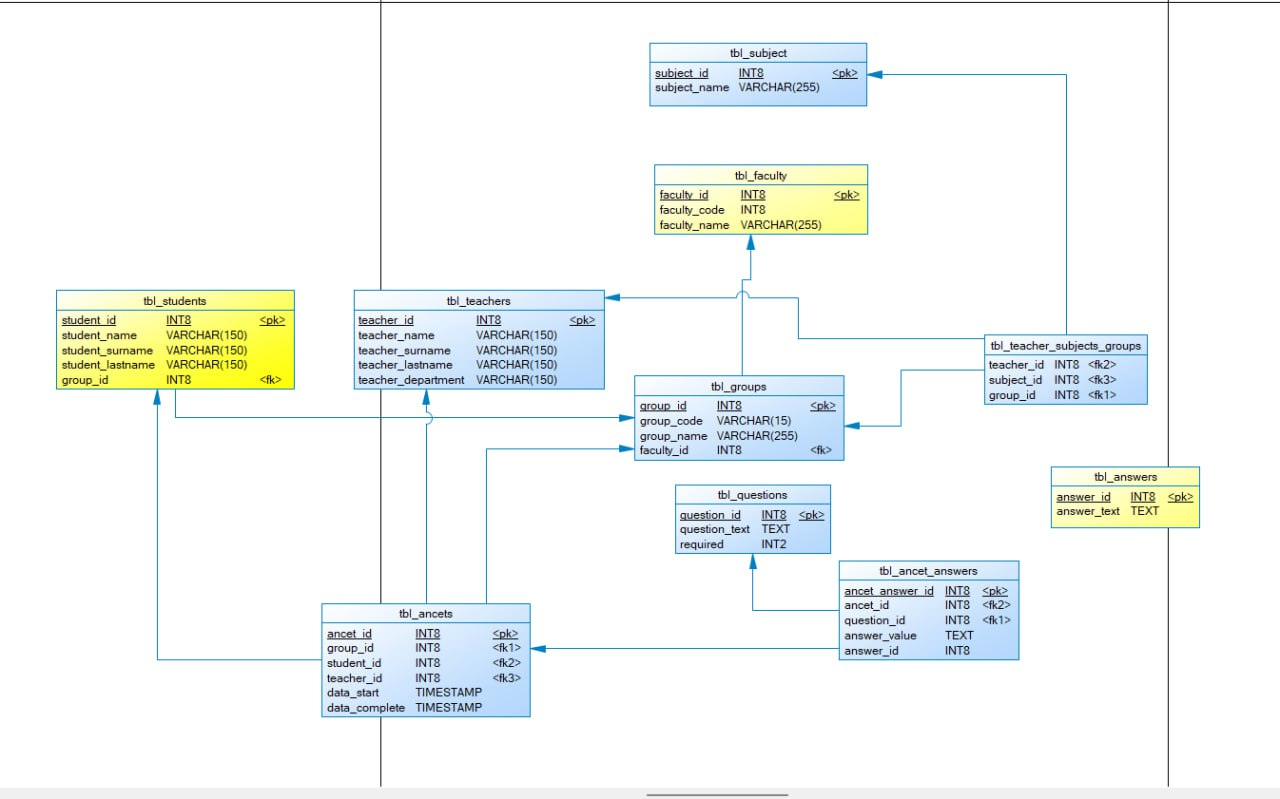 tbl_subject
subject_id INT8 <pk>
subject_name VARCHAR(255)
tbl_faculty
faculty_id INT8 <pk>
faculty_code INT8
faculty_name VARCHAR(255)
tbl_students
student_id INT8 <pk>
student_name VARCHAR(150)
student_surname VARCHAR(150)
student_lastname VARCHAR(150)
group_id INT8 <fk>
tbl_teachers
teacher_id INT8 <pk>
teacher_name VARCHAR(150)
teacher_surname VARCHAR(150)
teacher_lastname VARCHAR(150)
teacher_department VARCHAR(150)
tbl_teacher_subjects_groups
teacher_id INT8 <fk2>
subject_id INT8 <fk3>
group_id INT8 <fk1>
tbl_groups
group_id INT8 <pk>
group_code VARCHAR(15)
group_name VARCHAR(255)
faculty_id INT8 <fk>
tbl_answers
answer_id INT8 <pk>
answer_text TEXT
tbl_questions
question_id INT8 <pk>
question_text TEXT
required INT2
tbl_ancet_answers
ancet_answer_id INT8 <pk>
ancet_id INT8 <fk2>
question_id INT8 <fk1>
answer_value TEXT
answer_id INT8
tbl_ancets
ancet_id INT8 <pk>
group_id INT8 <fk1>
student_id INT8 <fk2>
teacher_id INT8 <fk3>
data_start TIMESTAMP
data_complete TIMESTAMP